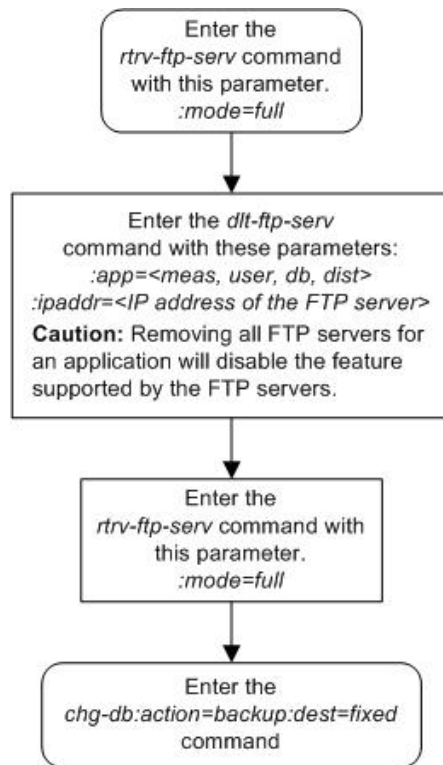 Enter the
rtrv-ftp-serv command
with this parameter.
:mode=full
Enter the dlt-ftp-serv
command with these parameters:
:app=<meas, user, db, dist>
:ipaddr=<IP address of the FTP server>
Caution: Removing all FTP servers for
an application will disable the feature
supported by the FTP servers.
Enter the
rtrv-ftp-serv command with
this parameter.
:mode=full
Enter the
chg-db:action=backup:dest=fixed
command